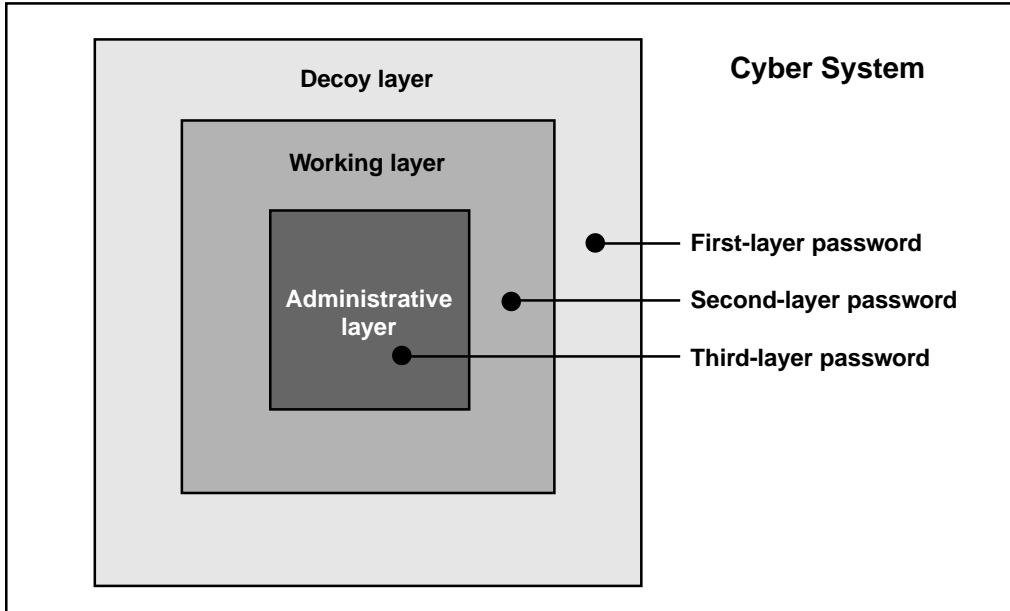 Cyber System
Decoy layer
Working layer
Administrative
layer
First-layer password
Second-layer password
Third-layer password